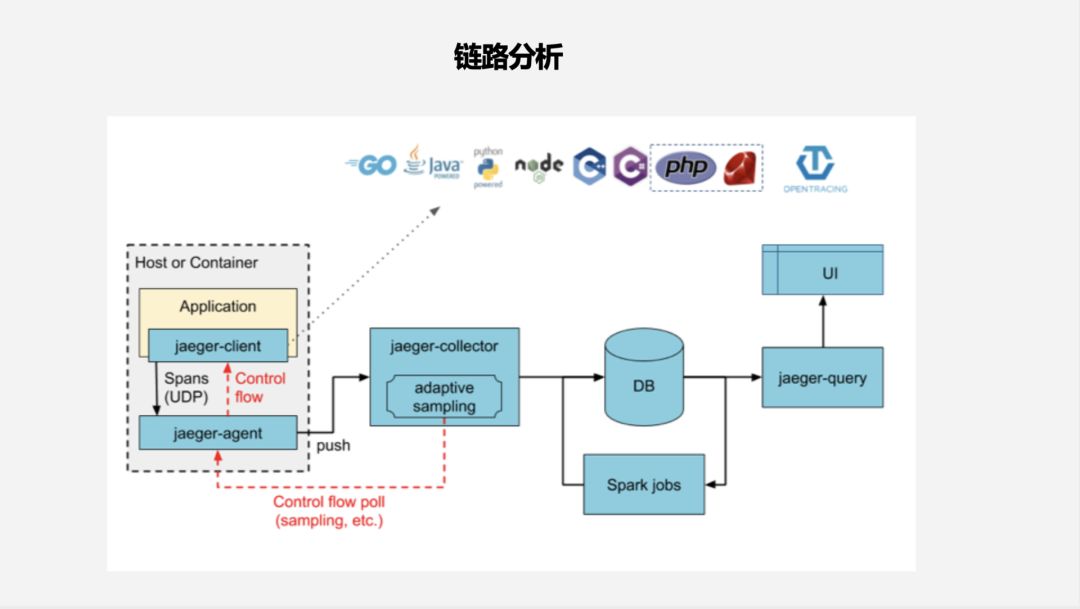 链路分析
GO
Java
POWERED
python
powered
node
JS
C++
C#
php
OPENTRACING
Host or Container
Application
jaeger-client
Spans
(UDP)
Control
flow
jaeger-agent
push
jaeger-collector
adaptive
sampling
Control flow poll
(sampling, etc.)
DB
Spark jobs
UI
jaeger-query